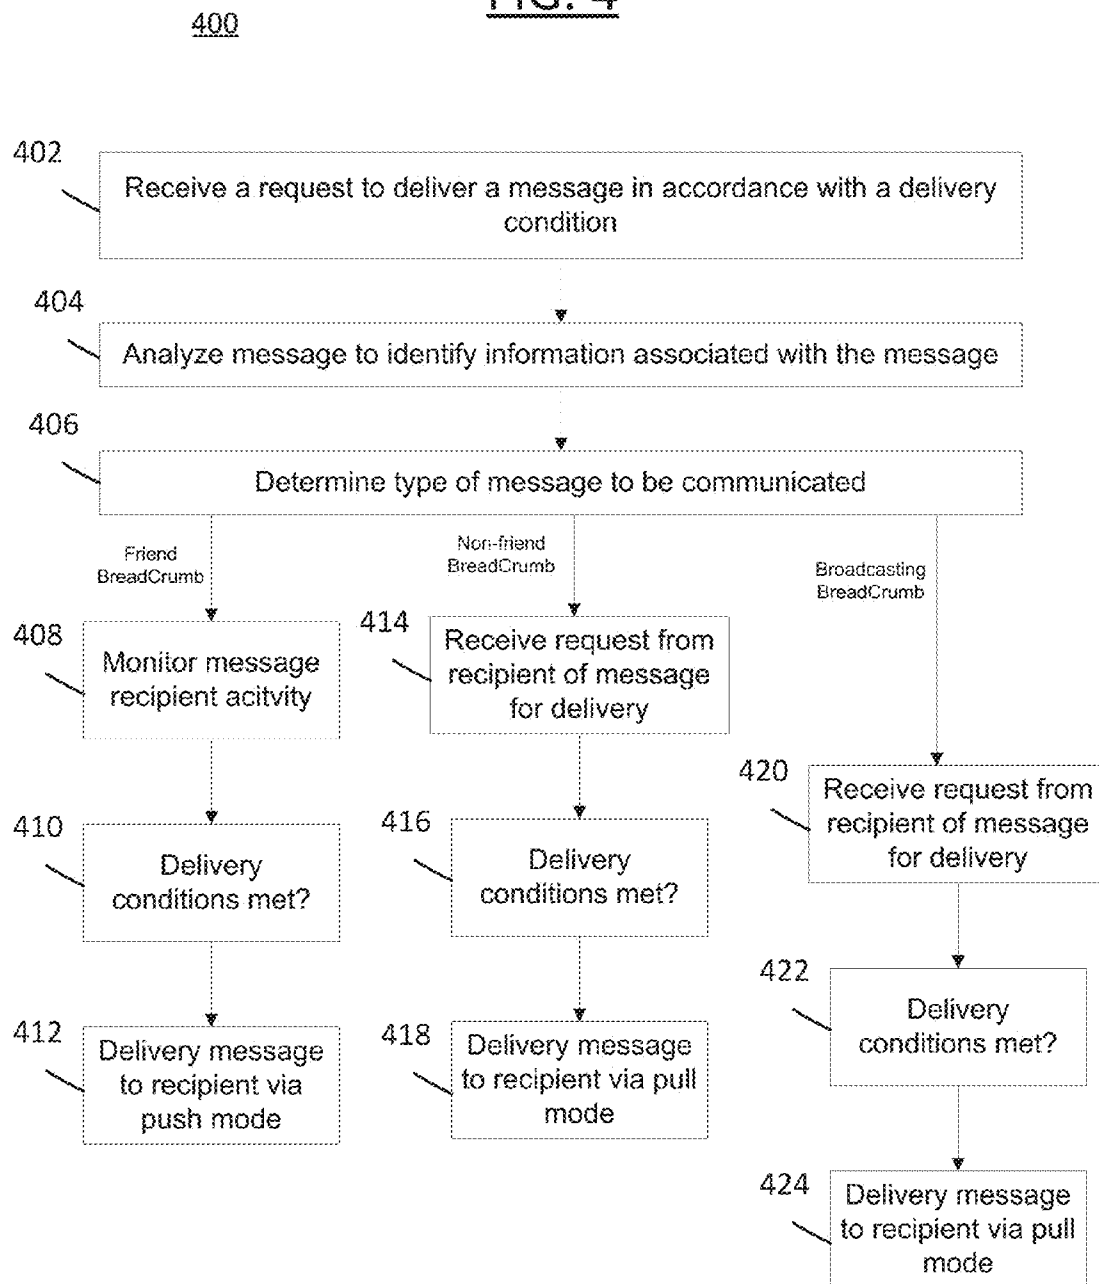 FIG. 4
400
402
Receive a request to deliver a message in accordance with a delivery
condition
404
Analyze message to identify information associated with the message
406
Determine type of message to be communicated
Friend
BreadCrumb
Non-friend
BreadCrumb
Broadcasting
BreadCrumb
408
Monitor message
recipient acitvity
414
Receive request from
recipient of message
for delivery
420
Receive request from
recipient of message
for delivery
410
Delivery
conditions met?
416
Delivery
conditions met?
422
Delivery
conditions met?
412
Delivery message
to recipient via
push mode
418
Delivery message
to recipient via pull
mode
424
Delivery message
to recipient via pull
mode